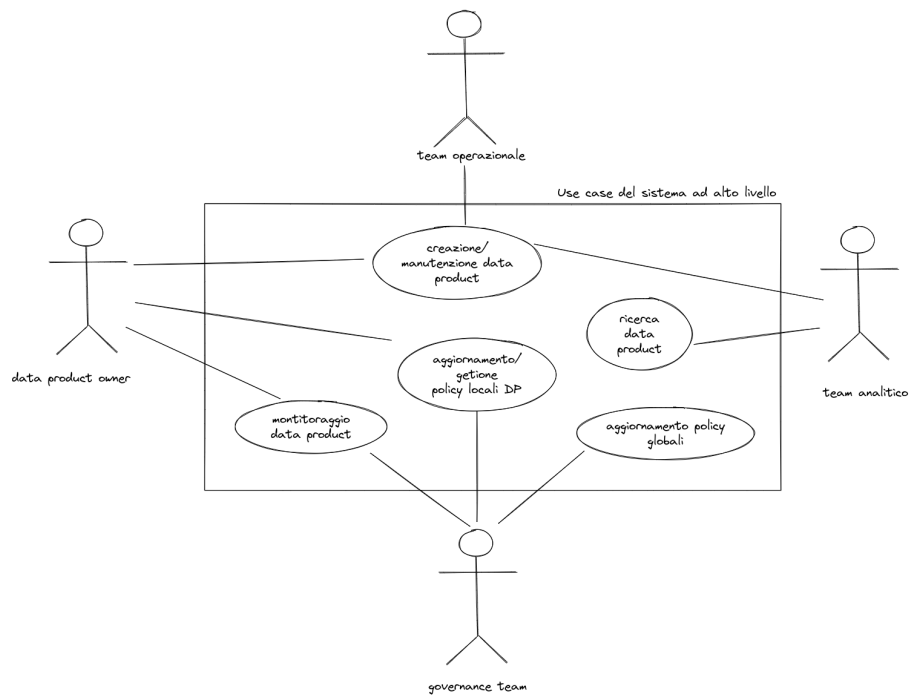 team operazionale
Use case del sistema ad alto livello
creazione/
manutenzione data
product
ricerca
data
product
data product owner
aggiornamento/
getione
policy locali DP
team analitico
montitoraggio
data product
aggiornamento policy
globali
governance team